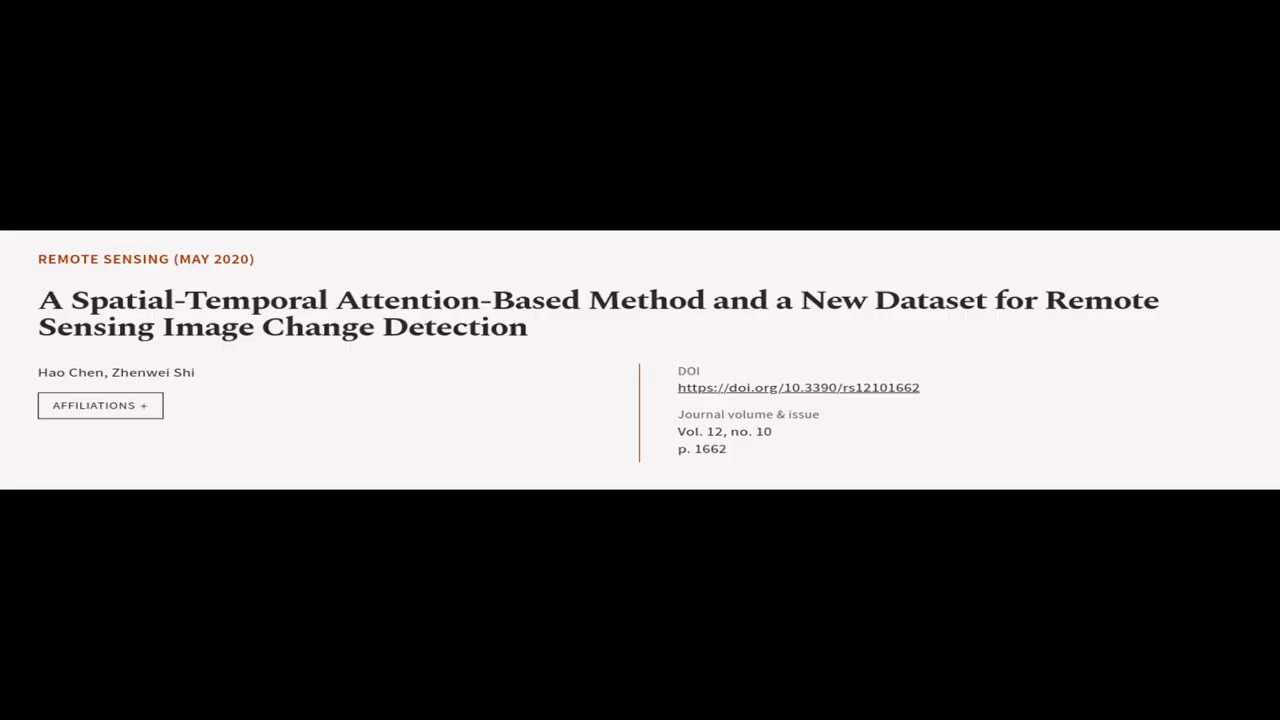 REMOTE SENSING (MAY 2020)
A Spatial-Temporal Attention-Based Method and a New Dataset for Remote
Sensing Image Change Detection
Hao Chen, Zhenwei Shi
AFFILIATIONS +
DOI
https://doi.org/10.3390/rs12101662
Journal volume & issue
Vol. 12, no. 10
p. 1662